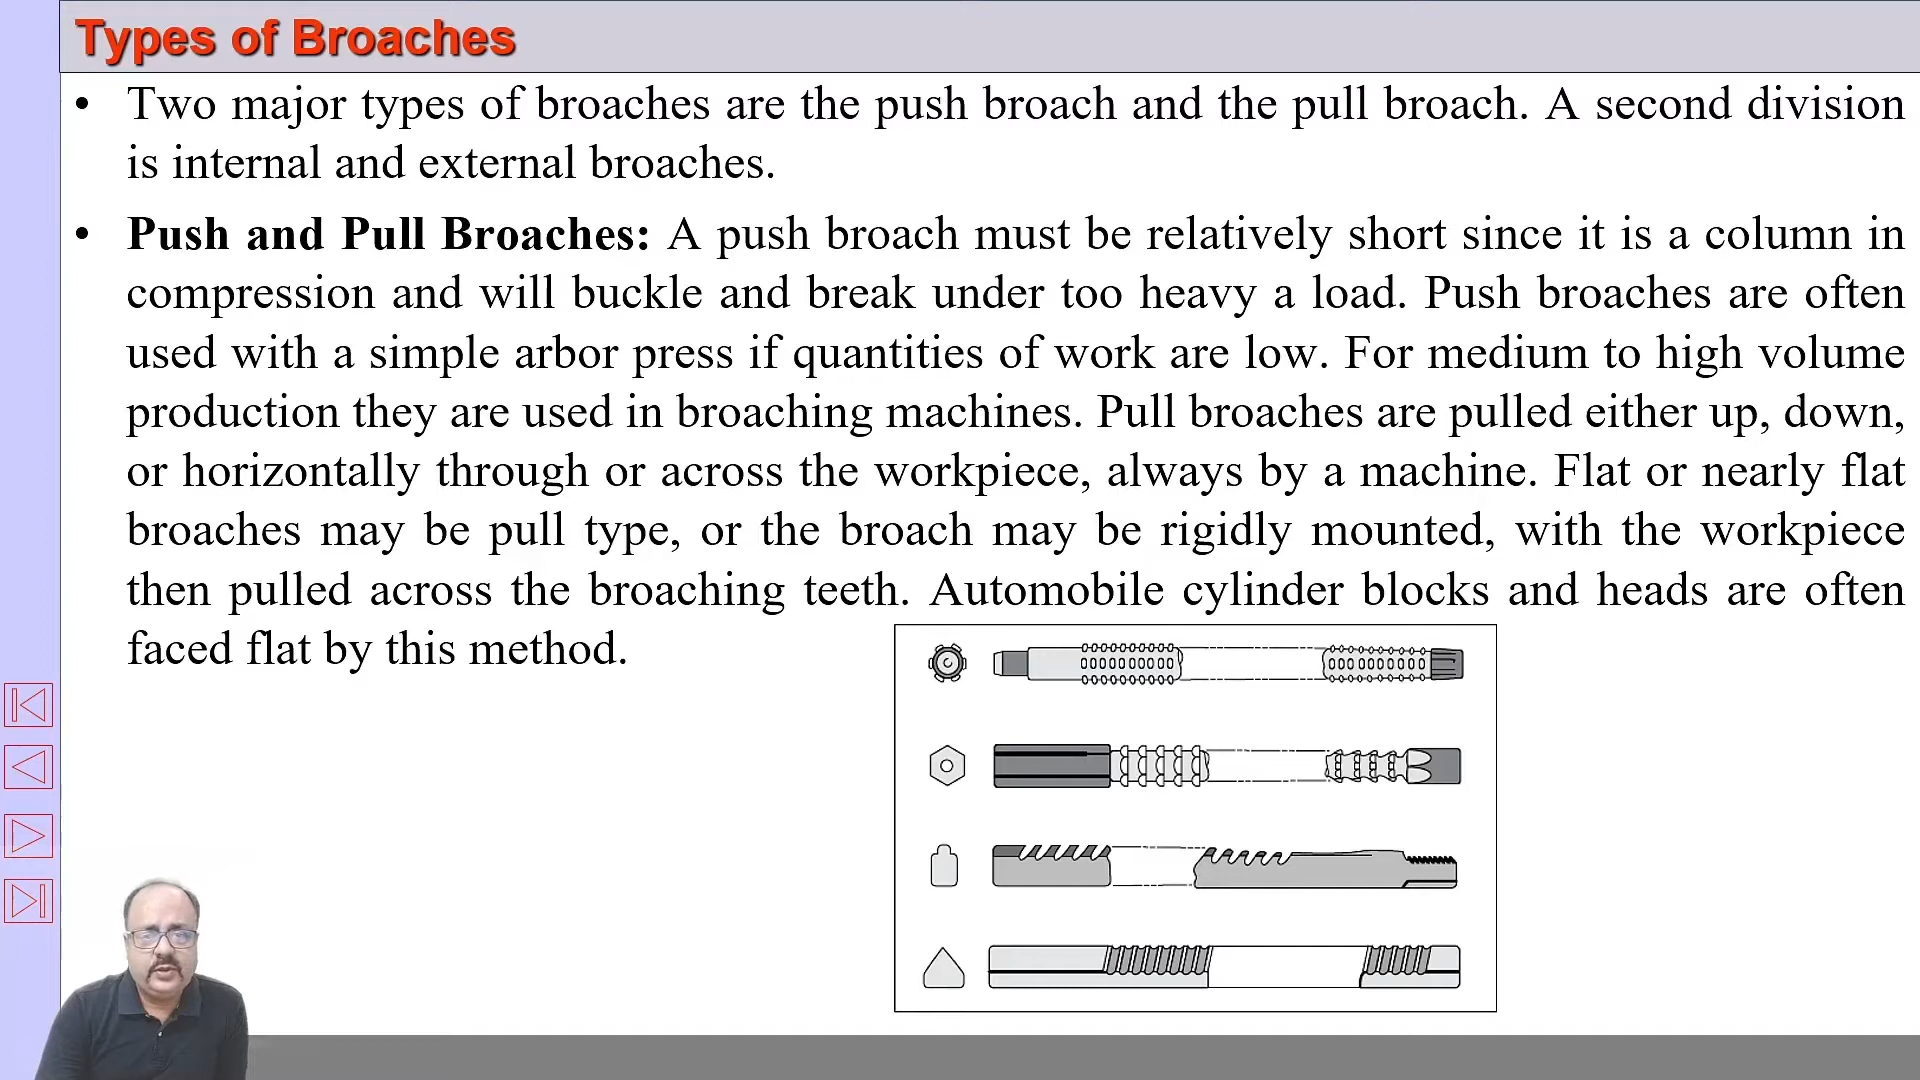 Types of Broaches
• Two major types of broaches are the push broach and the pull broach. A second division
is internal and external broaches.
• Push and Pull Broaches: A push broach must be relatively short since it is a column in
compression and will buckle and break under too heavy a load. Push broaches are often
used with a simple arbor press if quantities of work are low. For medium to high volume
production they are used in broaching machines. Pull broaches are pulled either up, down,
or horizontally through or across the workpiece, always by a machine. Flat or nearly flat
broaches may be pull type, or the broach may be rigidly mounted, with the workpiece
then pulled across the broaching teeth. Automobile cylinder blocks and heads are often
faced flat by this method.